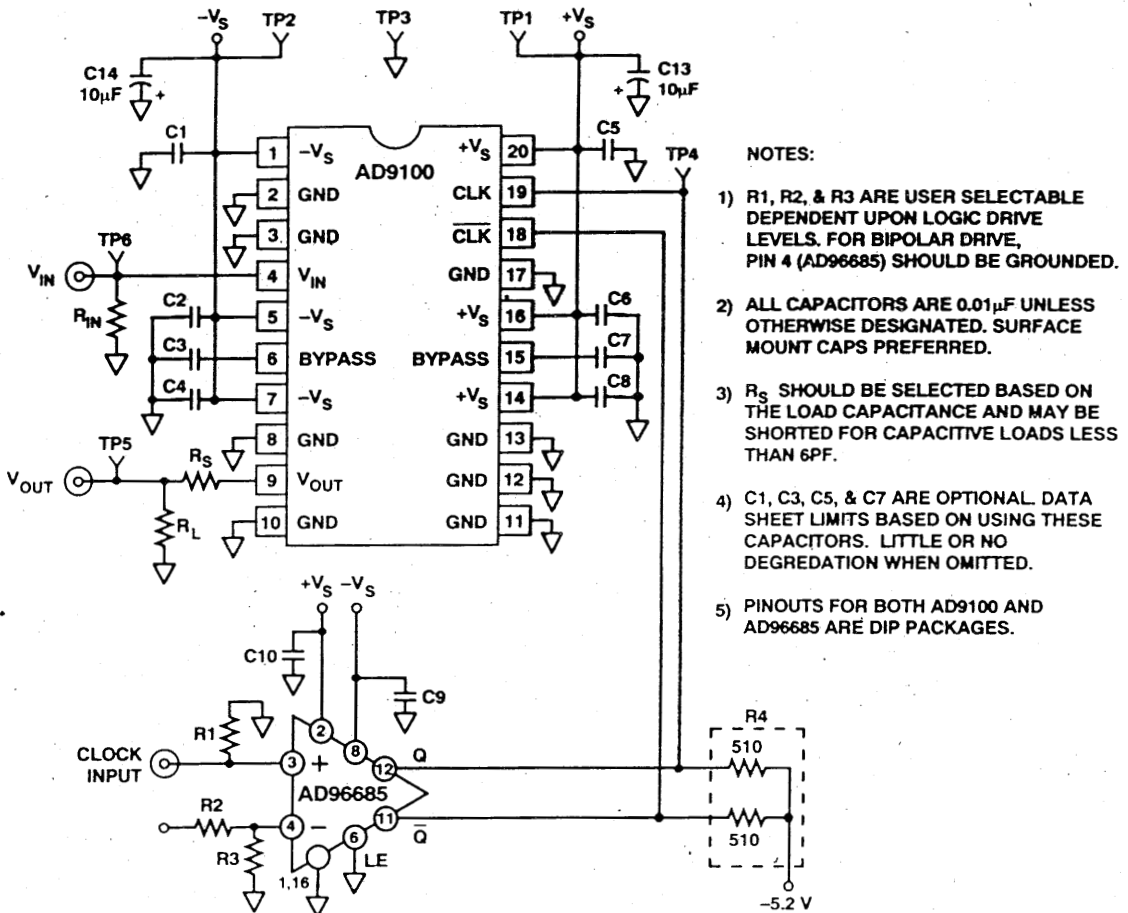 −VS TP2 TP3 TP1 +VS
C14
10µF +
C13
+ 10µF
C1 C5 TP4
AD9100
1 −VS +VS 20
2 GND CLK 19
3 GND CLK 18
TP6
VIN 4 VIN GND 17
RIN
C2 5 −VS +VS 16 C6
C3 6 BYPASS BYPASS 15 C7
C4 7 −VS +VS 14 C8
8 GND GND 13
TP5
VOUT RS 9 VOUT GND 12
RL
10 GND GND 11
NOTES:
1) R1, R2, & R3 ARE USER SELECTABLE
DEPENDENT UPON LOGIC DRIVE
LEVELS. FOR BIPOLAR DRIVE,
PIN 4 (AD96685) SHOULD BE GROUNDED.
2) ALL CAPACITORS ARE 0.01µF UNLESS
OTHERWISE DESIGNATED. SURFACE
MOUNT CAPS PREFERRED.
3) RS SHOULD BE SELECTED BASED ON
THE LOAD CAPACITANCE AND MAY BE
SHORTED FOR CAPACITIVE LOADS LESS
THAN 6PF.
4) C1, C3, C5, & C7 ARE OPTIONAL. DATA
SHEET LIMITS BASED ON USING THESE
CAPACITORS. LITTLE OR NO
DEGREDATION WHEN OMITTED.
5) PINOUTS FOR BOTH AD9100 AND
AD96685 ARE DIP PACKAGES.
+VS −VS
C10
C9
R1
2
8
Q
CLOCK
INPUT
3 +
12
AD96685
R2
4 −
11
Q
R3
6
LE
1,16
R4
510
510
−5.2 V